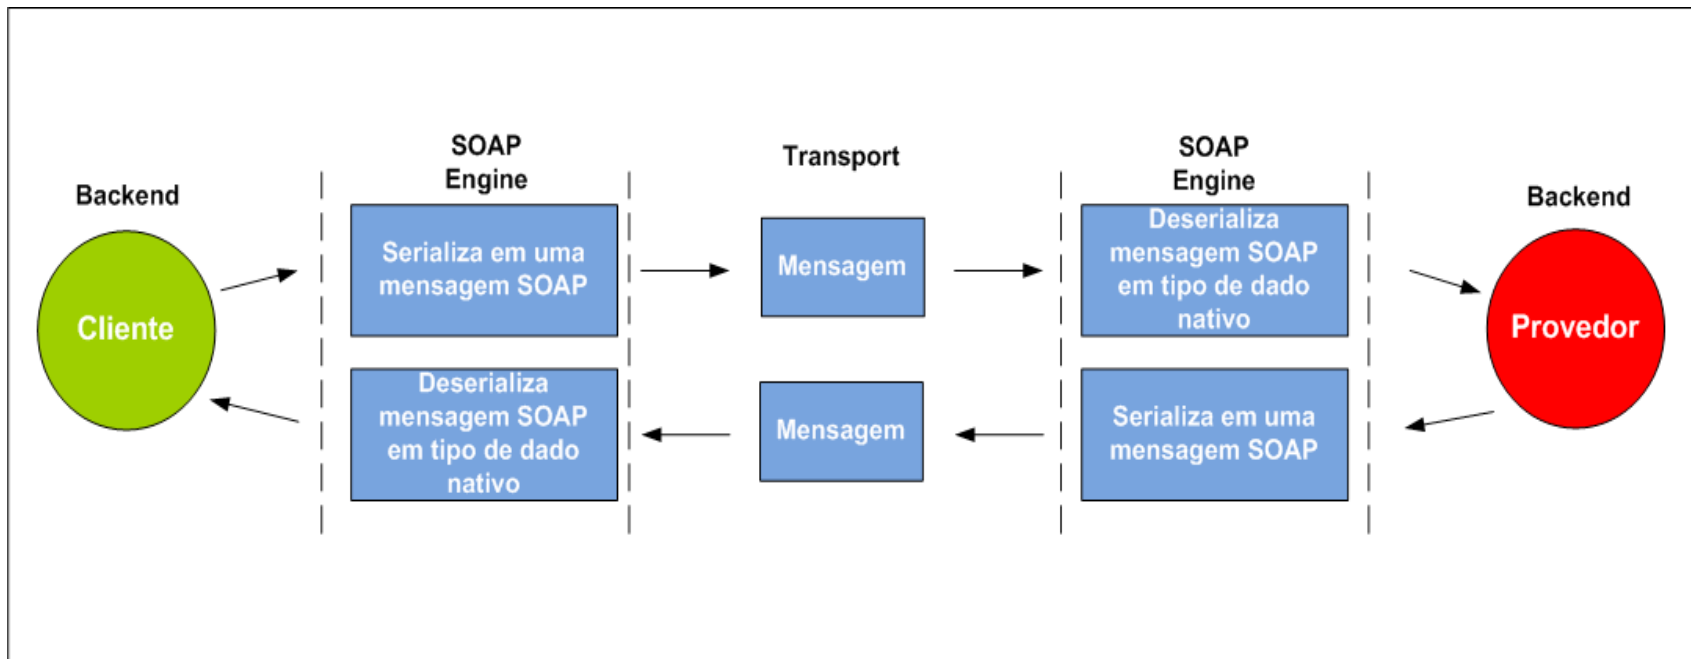 Backend
Cliente
SOAP
Engine
Serializa em uma
mensagem SOAP
Deserializa
mensagem SOAP
em tipo de dado
nativo
Transport
Mensagem
Mensagem
SOAP
Engine
Deserializa
mensagem SOAP
em tipo de dado
nativo
Serializa em uma
mensagem SOAP
Backend
Provedor